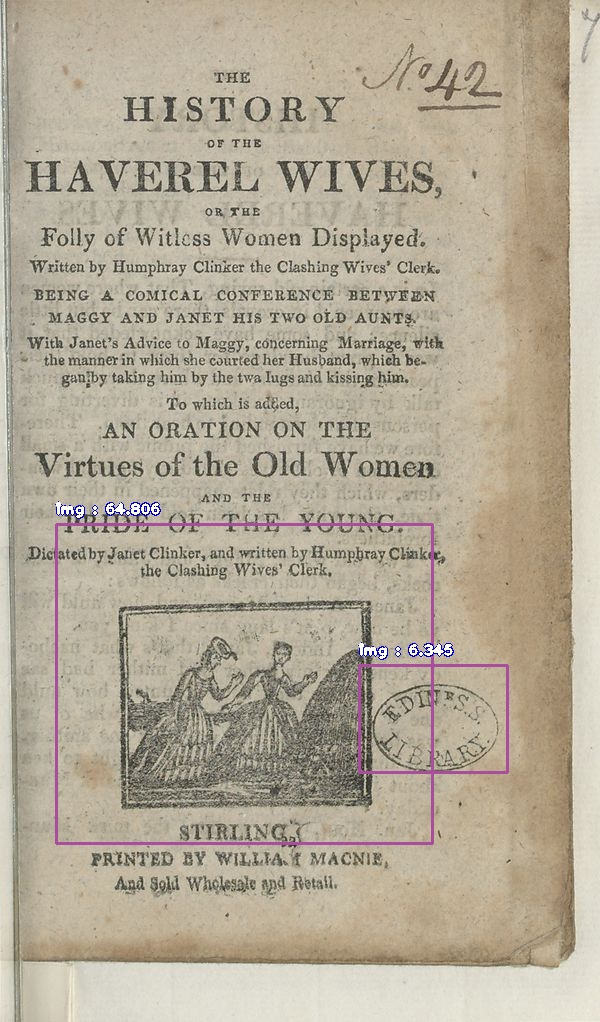 No. 42
THE
HISTORY
OF THE
HAVEREL WIVES,
OR THE
Folly of Witless Women Displayed.
Written by Humphray Clinker the Clashing Wives' Clerk.
BEING A COMICAL CONFERENCE BETWEEN
MAGGY AND JANET HIS TWO OLD AUNTS.
With Janet's Advice to Maggy, concerning Marriage, with
the manner in which she courted her Husband, which be-
gan by taking him by the twa lugs and kissing him.
To which is added,
AN ORATION ON THE
Virtues of the Old Women
AND THE
img : 64.806
PRIDE OF THE YOUNG.
Dictated by Janet Clinker, and written by Humphray Clinker,
the Clashing Wives' Clerk.
img : 6.345
EDIN. S.S.
LIBRARY.
STIRLING,
PRINTED BY WILLIAM MACNIE,
And Sold Wholesale and Retail.